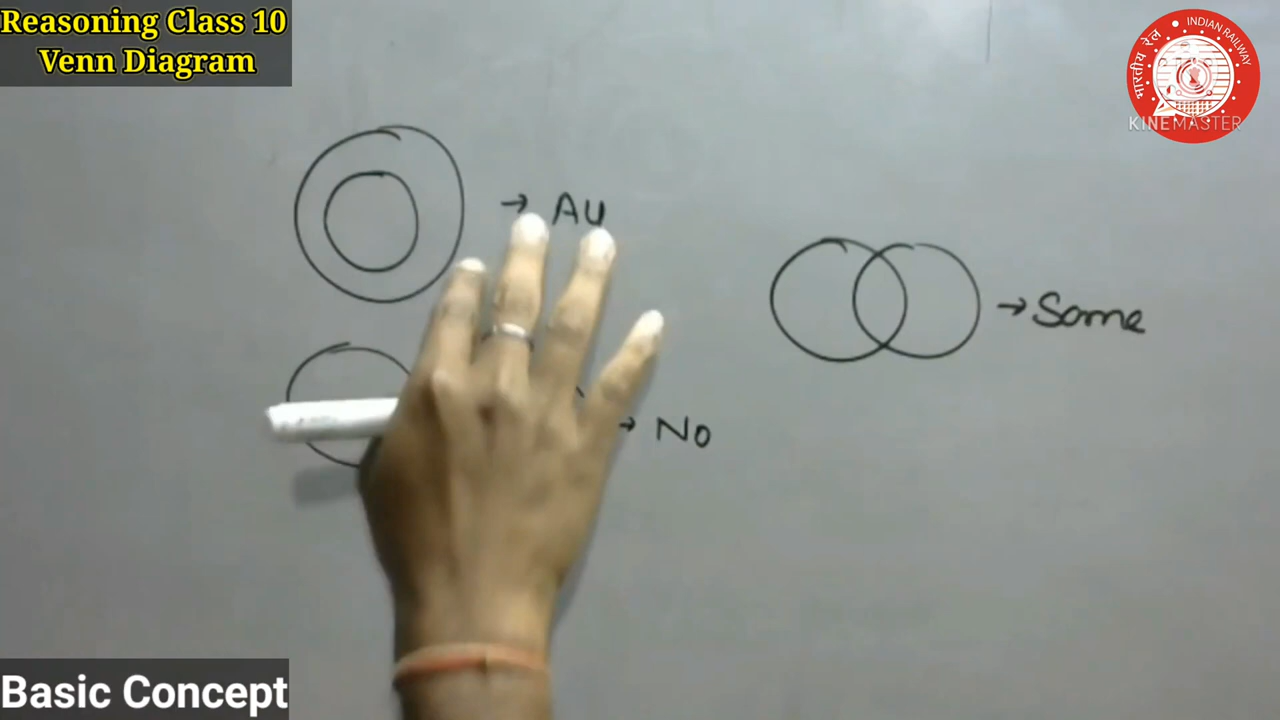 Reasoning Class 10
Venn Diagram
भारतीय रेल
INDIAN RAILWAY
KINEMASTER
→ All
→ Some
→ No
Basic Concept